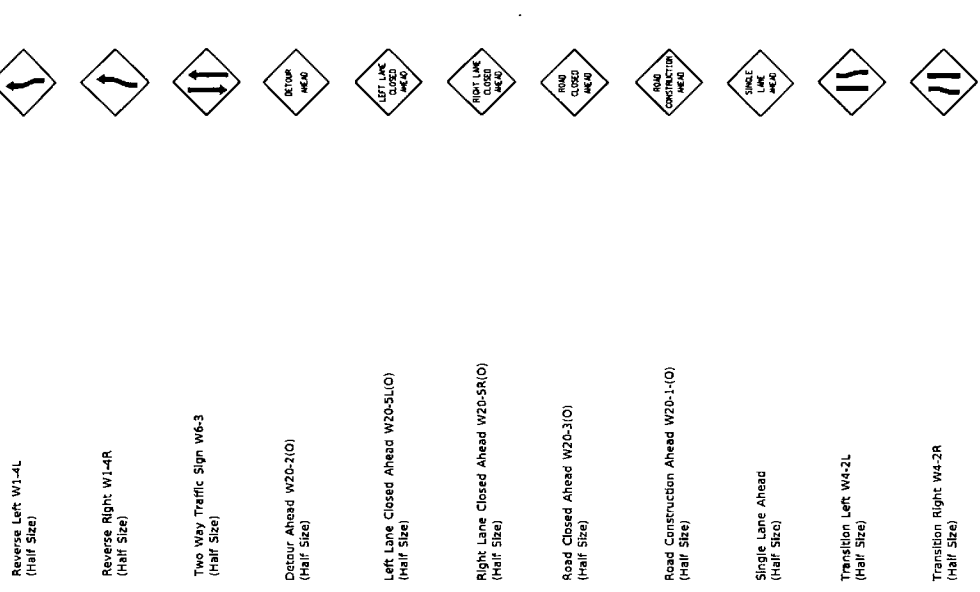 Reverse Left W1-4L
(Half Size)
Reverse Right W1-4R
(Half Size)
Two Way Traffic Sign W6-3
(Half Size)
DETOUR
AHEAD
Detour Ahead W20-2(O)
(Half Size)
LEFT LANE
CLOSED
AHEAD
Left Lane Closed Ahead W20-5L(O)
(Half Size)
RIGHT LANE
CLOSED
AHEAD
Right Lane Closed Ahead W20-5R(O)
(Half Size)
ROAD
CLOSED
AHEAD
Road Closed Ahead W20-3(O)
(Half Size)
ROAD
CONSTRUCTION
AHEAD
Road Construction Ahead W20-1-(O)
(Half Size)
SINGLE
LANE
AHEAD
Single Lane Ahead
(Half Size)
Transition Left W4-2L
(Half Size)
Transition Right W4-2R
(Half Size)